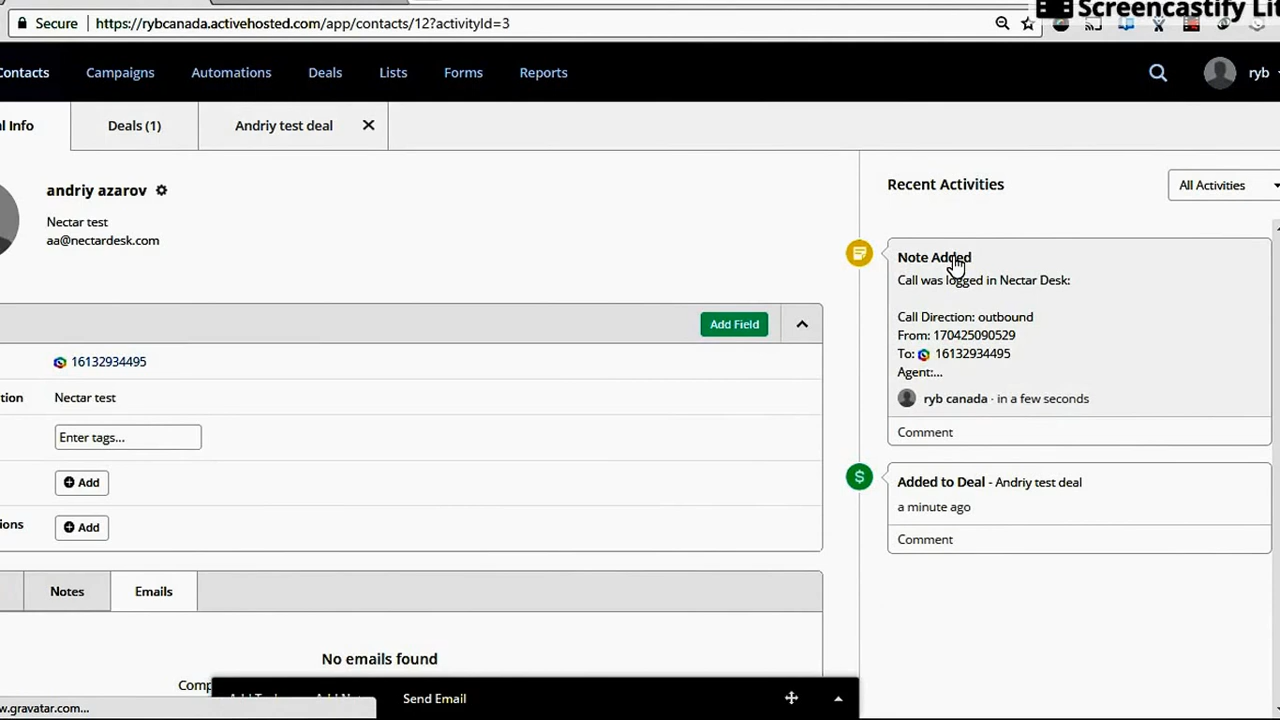 Screencastify Lit
Secure https://rybcanada.activehosted.com/app/contacts/12?activityId=3
Contacts Campaigns Automations Deals Lists Forms Reports ryb
l Info Deals (1) Andriy test deal
andriy azarov
Nectar test
aa@nectardesk.com
Add Field
16132934495
tion Nectar test
Enter tags...
Add
ions Add
Notes Emails
No emails found
Comp
Send Email
w.gravatar.com...
Recent Activities All Activities
Note Added
Call was logged in Nectar Desk:
Call Direction: outbound
From: 170425090529
To: 16132934495
Agent:...
ryb canada · in a few seconds
Comment
Added to Deal - Andriy test deal
a minute ago
Comment